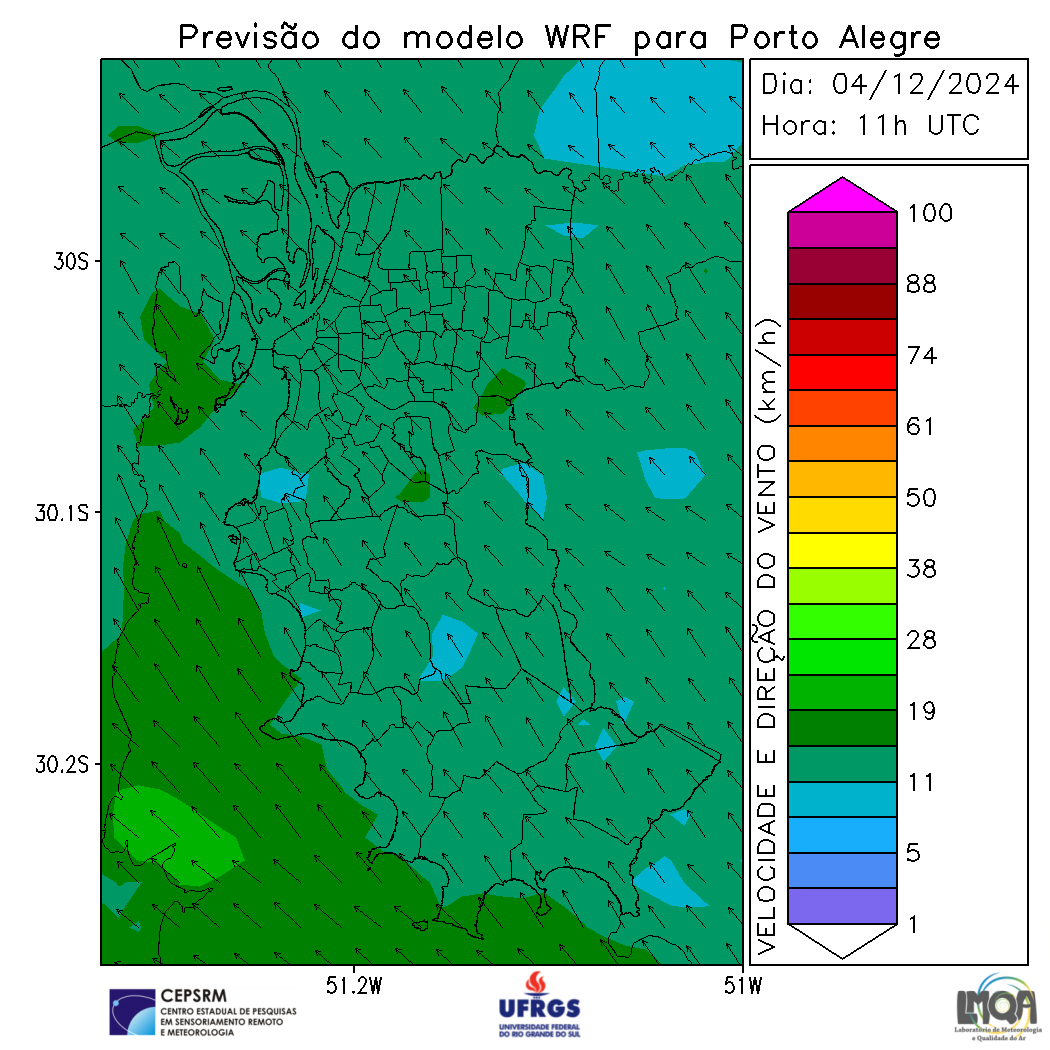 Previsão do modelo WRF para Porto Alegre
Dia: 04/12/2024
Hora: 11h UTC
30S
30.1S
30.2S
51.2W
51W
VELOCIDADE E DIREÇÃO DO VENTO (km/h)
100
88
74
61
50
38
28
19
11
5
1
CEPSRM
CENTRO ESTADUAL DE PESQUISAS
EM SENSORIAMENTO REMOTO
E METEOROLOGIA
UFRGS
UNIVERSIDADE FEDERAL
DO RIO GRANDE DO SUL
LMQA
Laboratório de Meteorologia
e Qualidade do Ar